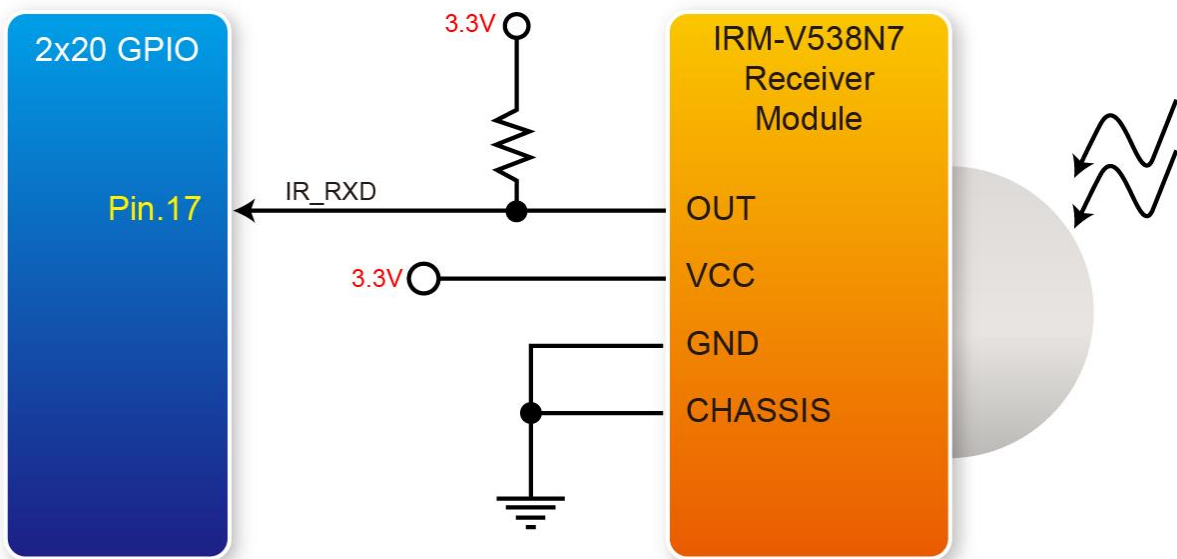 2x20 GPIO
Pin.17
3.3V
IR_RXD
3.3V
IRM-V538N7
Receiver
Module
OUT
VCC
GND
CHASSIS